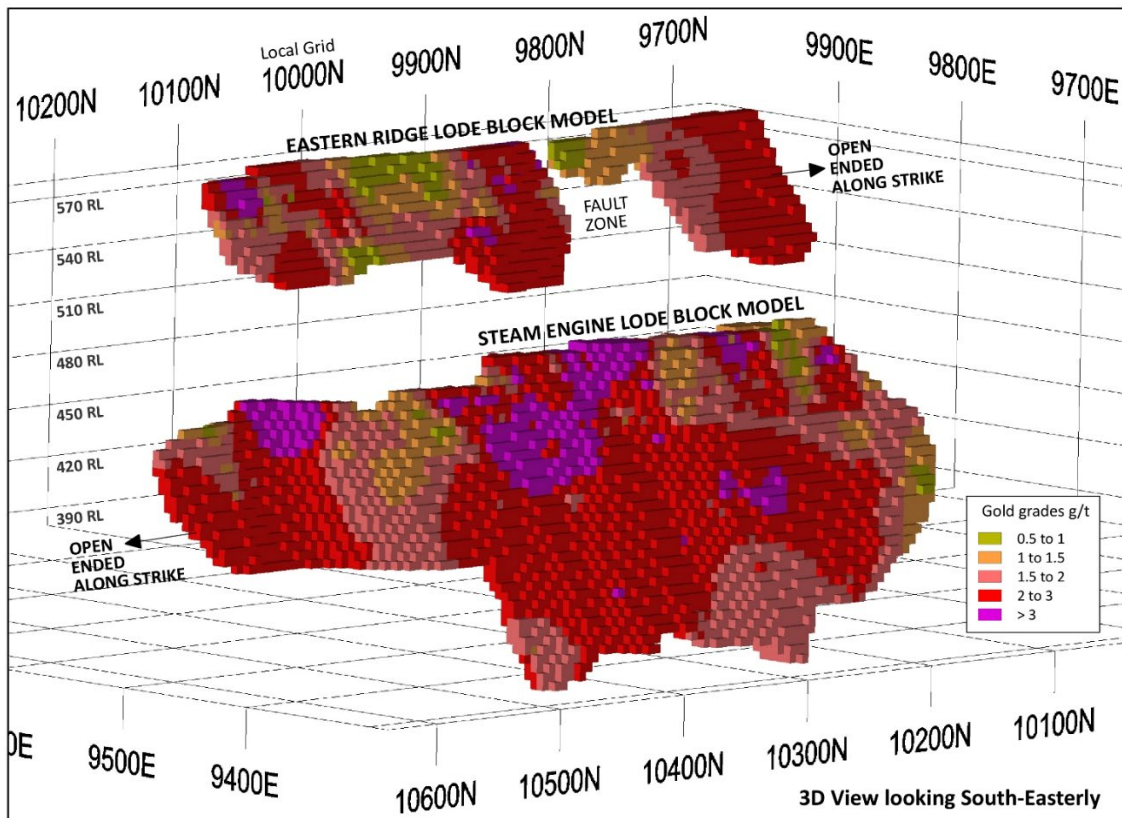 Local Grid
10200N
10100N
10000N
9900N
9800N
9700N
9900E
9800E
9700E
EASTERN RIDGE LODE BLOCK MODEL
OPEN
ENDED
ALONG STRIKE
FAULT
ZONE
570 RL
540 RL
510 RL
480 RL
450 RL
420 RL
390 RL
STEAM ENGINE LODE BLOCK MODEL
OPEN
ENDED
ALONG STRIKE
Gold grades g/t
0.5 to 1
1 to 1.5
1.5 to 2
2 to 3
> 3
9500E
9400E
10600N
10500N
10400N
10300N
10200N
10100N
3D View looking South-Easterly